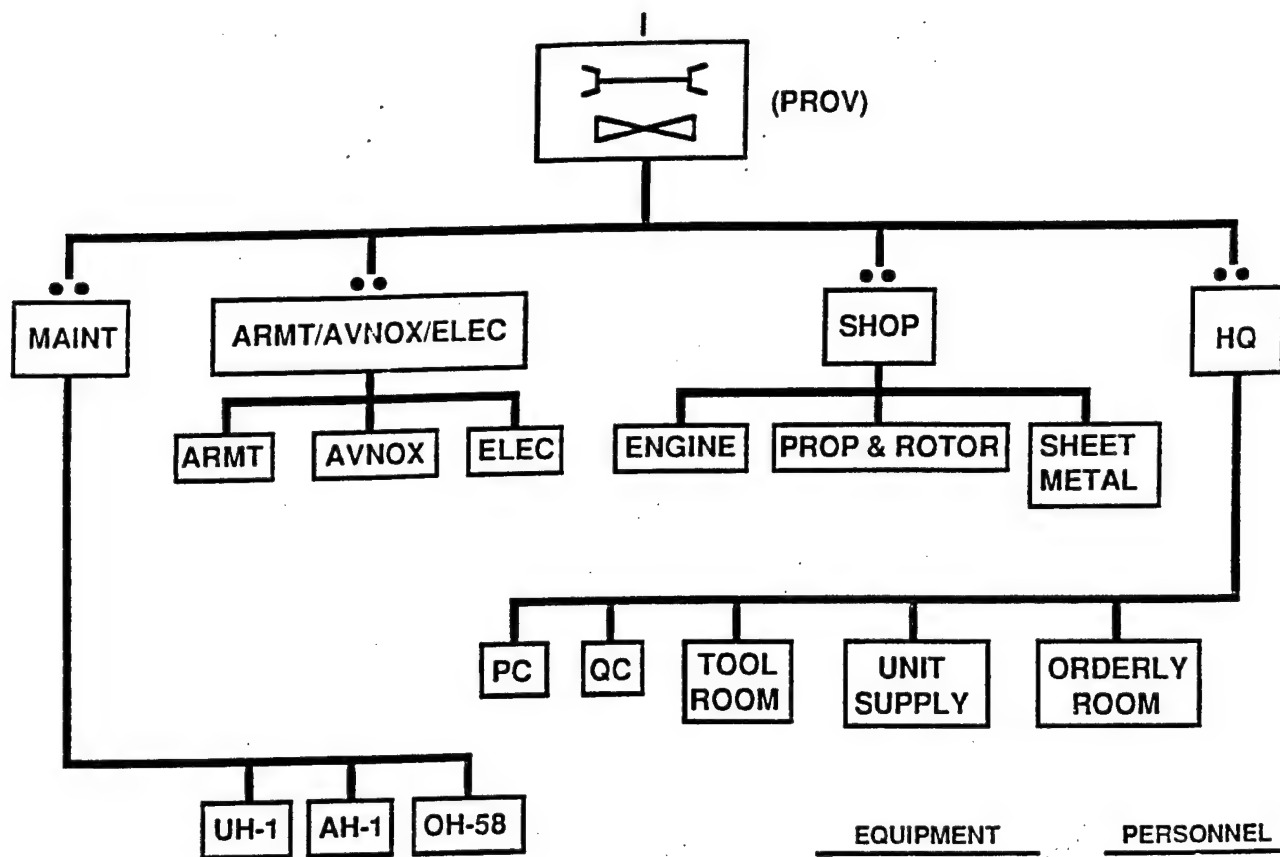 (PROV)
MAINT
ARMT/AVNOX/ELEC
SHOP
HQ
ARMT
AVNOX
ELEC
ENGINE
PROP & ROTOR
SHEET
METAL
PC
QC
TOOL
ROOM
UNIT
SUPPLY
ORDERLY
ROOM
UH-1
AH-1
OH-58
EQUIPMENT
PERSONNEL